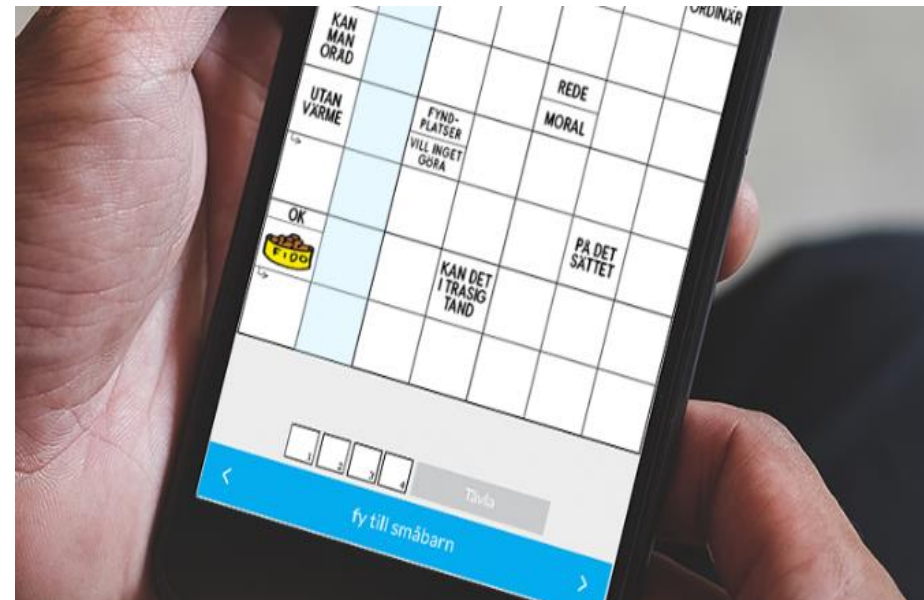 ORDINÄR
KAN
MAN
ORÄD
UTAN
VÄRME
FYND-
PLATSER
VILL INGET
GÖRA
REDE
MORAL
OK
FIDO
KAN DET
I TRASIG
TAND
PÅ DET
SÄTTET
1 2 3 4
Tävla
< fy till småbarn >